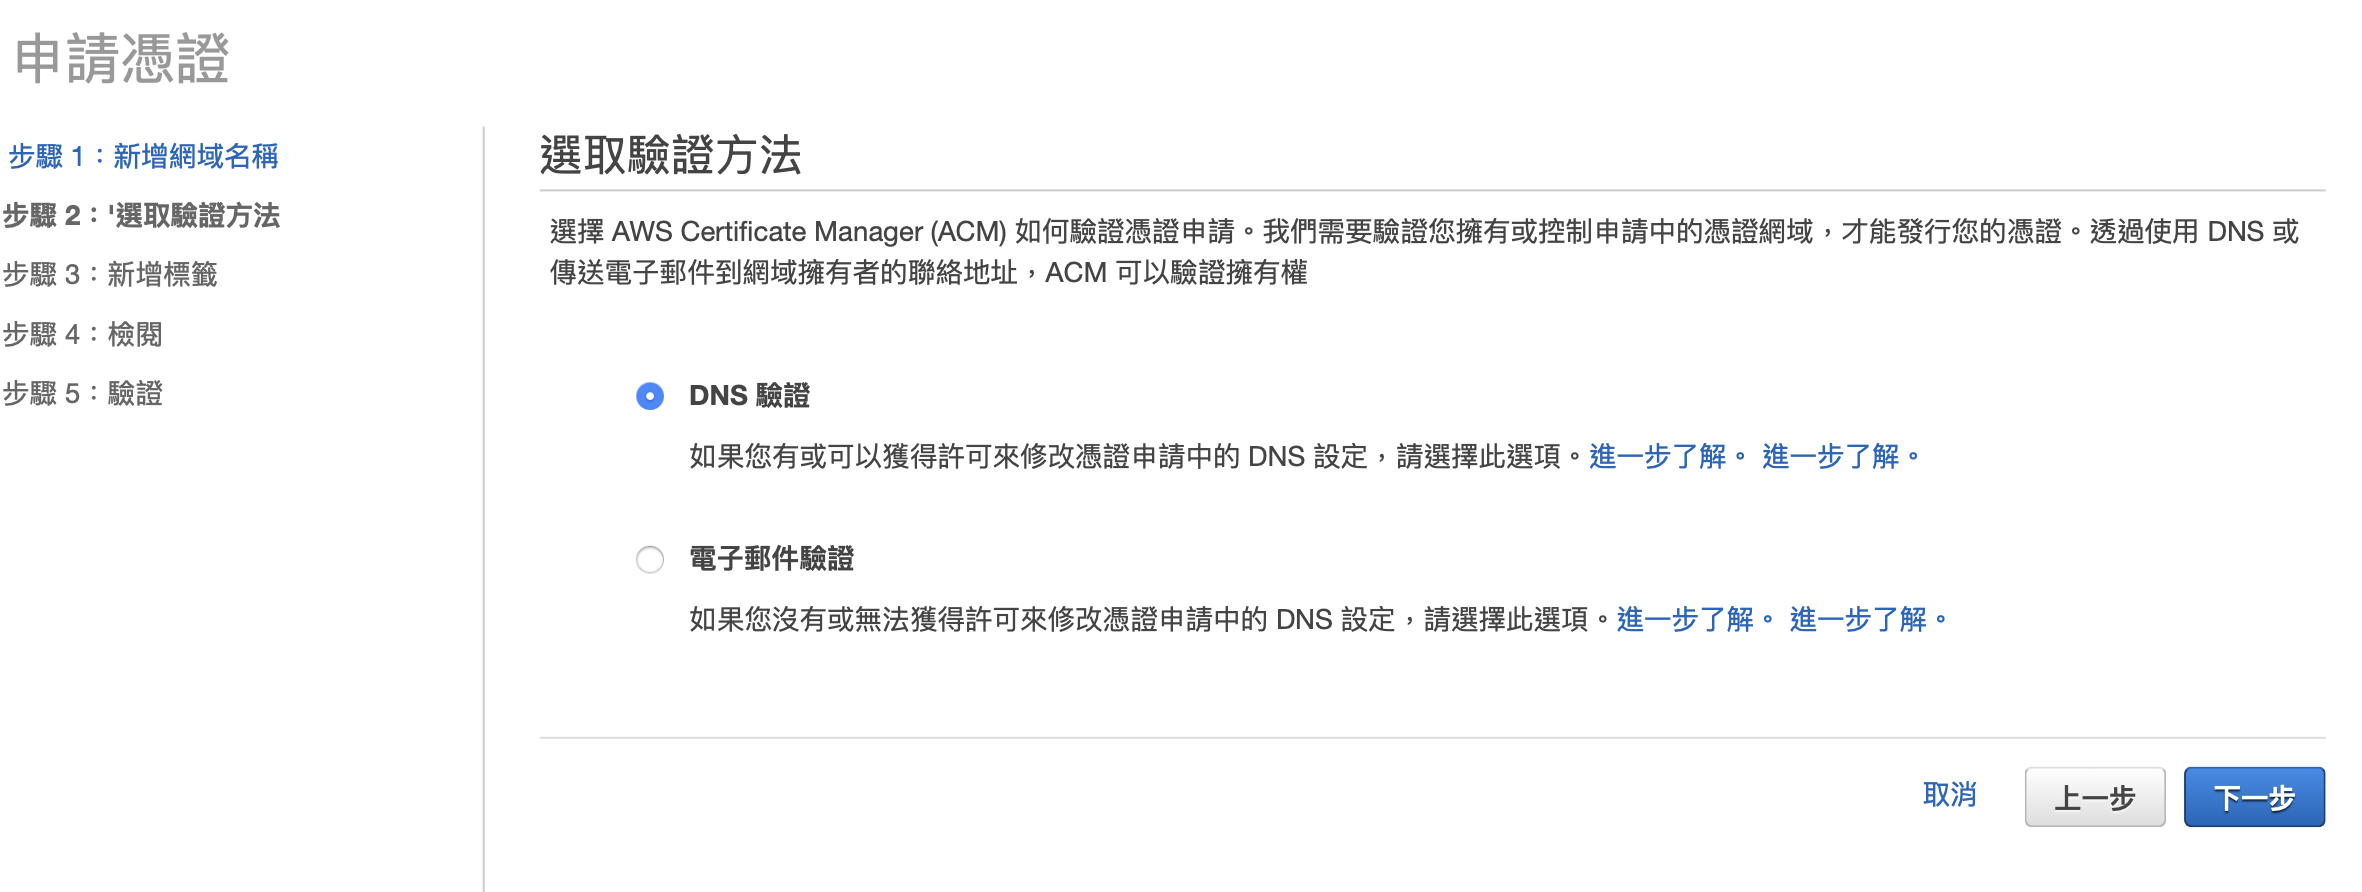 申請憑證
步驟 1：新增網域名稱
步驟 2：'選取驗證方法
步驟 3：新增標籤
步驟 4：檢閱
步驟 5：驗證
選取驗證方法
選擇 AWS Certificate Manager (ACM) 如何驗證憑證申請。我們需要驗證您擁有或控制申請中的憑證網域，才能發行您的憑證。透過使用 DNS 或
傳送電子郵件到網域擁有者的聯絡地址，ACM 可以驗證擁有權
DNS 驗證
如果您有或可以獲得許可來修改憑證申請中的 DNS 設定，請選擇此選項。進一步了解。 進一步了解。
電子郵件驗證
如果您沒有或無法獲得許可來修改憑證申請中的 DNS 設定，請選擇此選項。進一步了解。 進一步了解。
取消 上一步 下一步